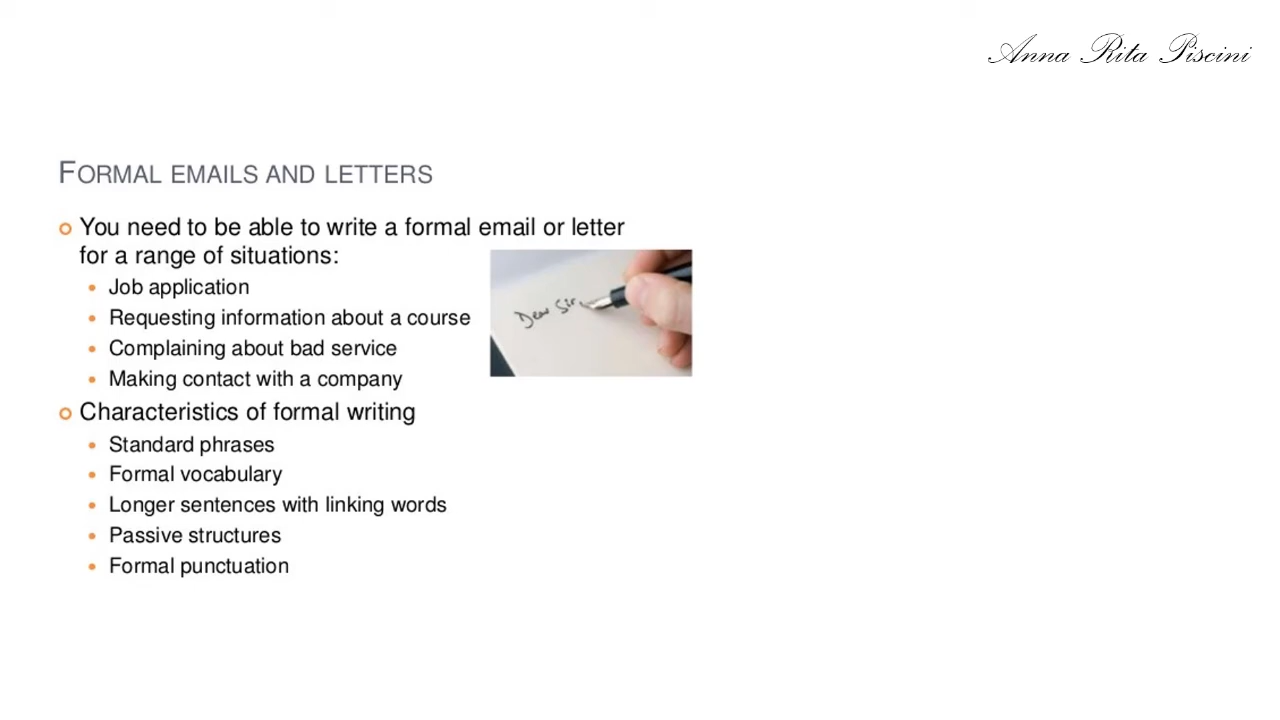 Anna Rita Piscini
FORMAL EMAILS AND LETTERS
You need to be able to write a formal email or letter
for a range of situations:
Job application
Requesting information about a course
Complaining about bad service
Making contact with a company
Dear Sir,
Characteristics of formal writing
Standard phrases
Formal vocabulary
Longer sentences with linking words
Passive structures
Formal punctuation